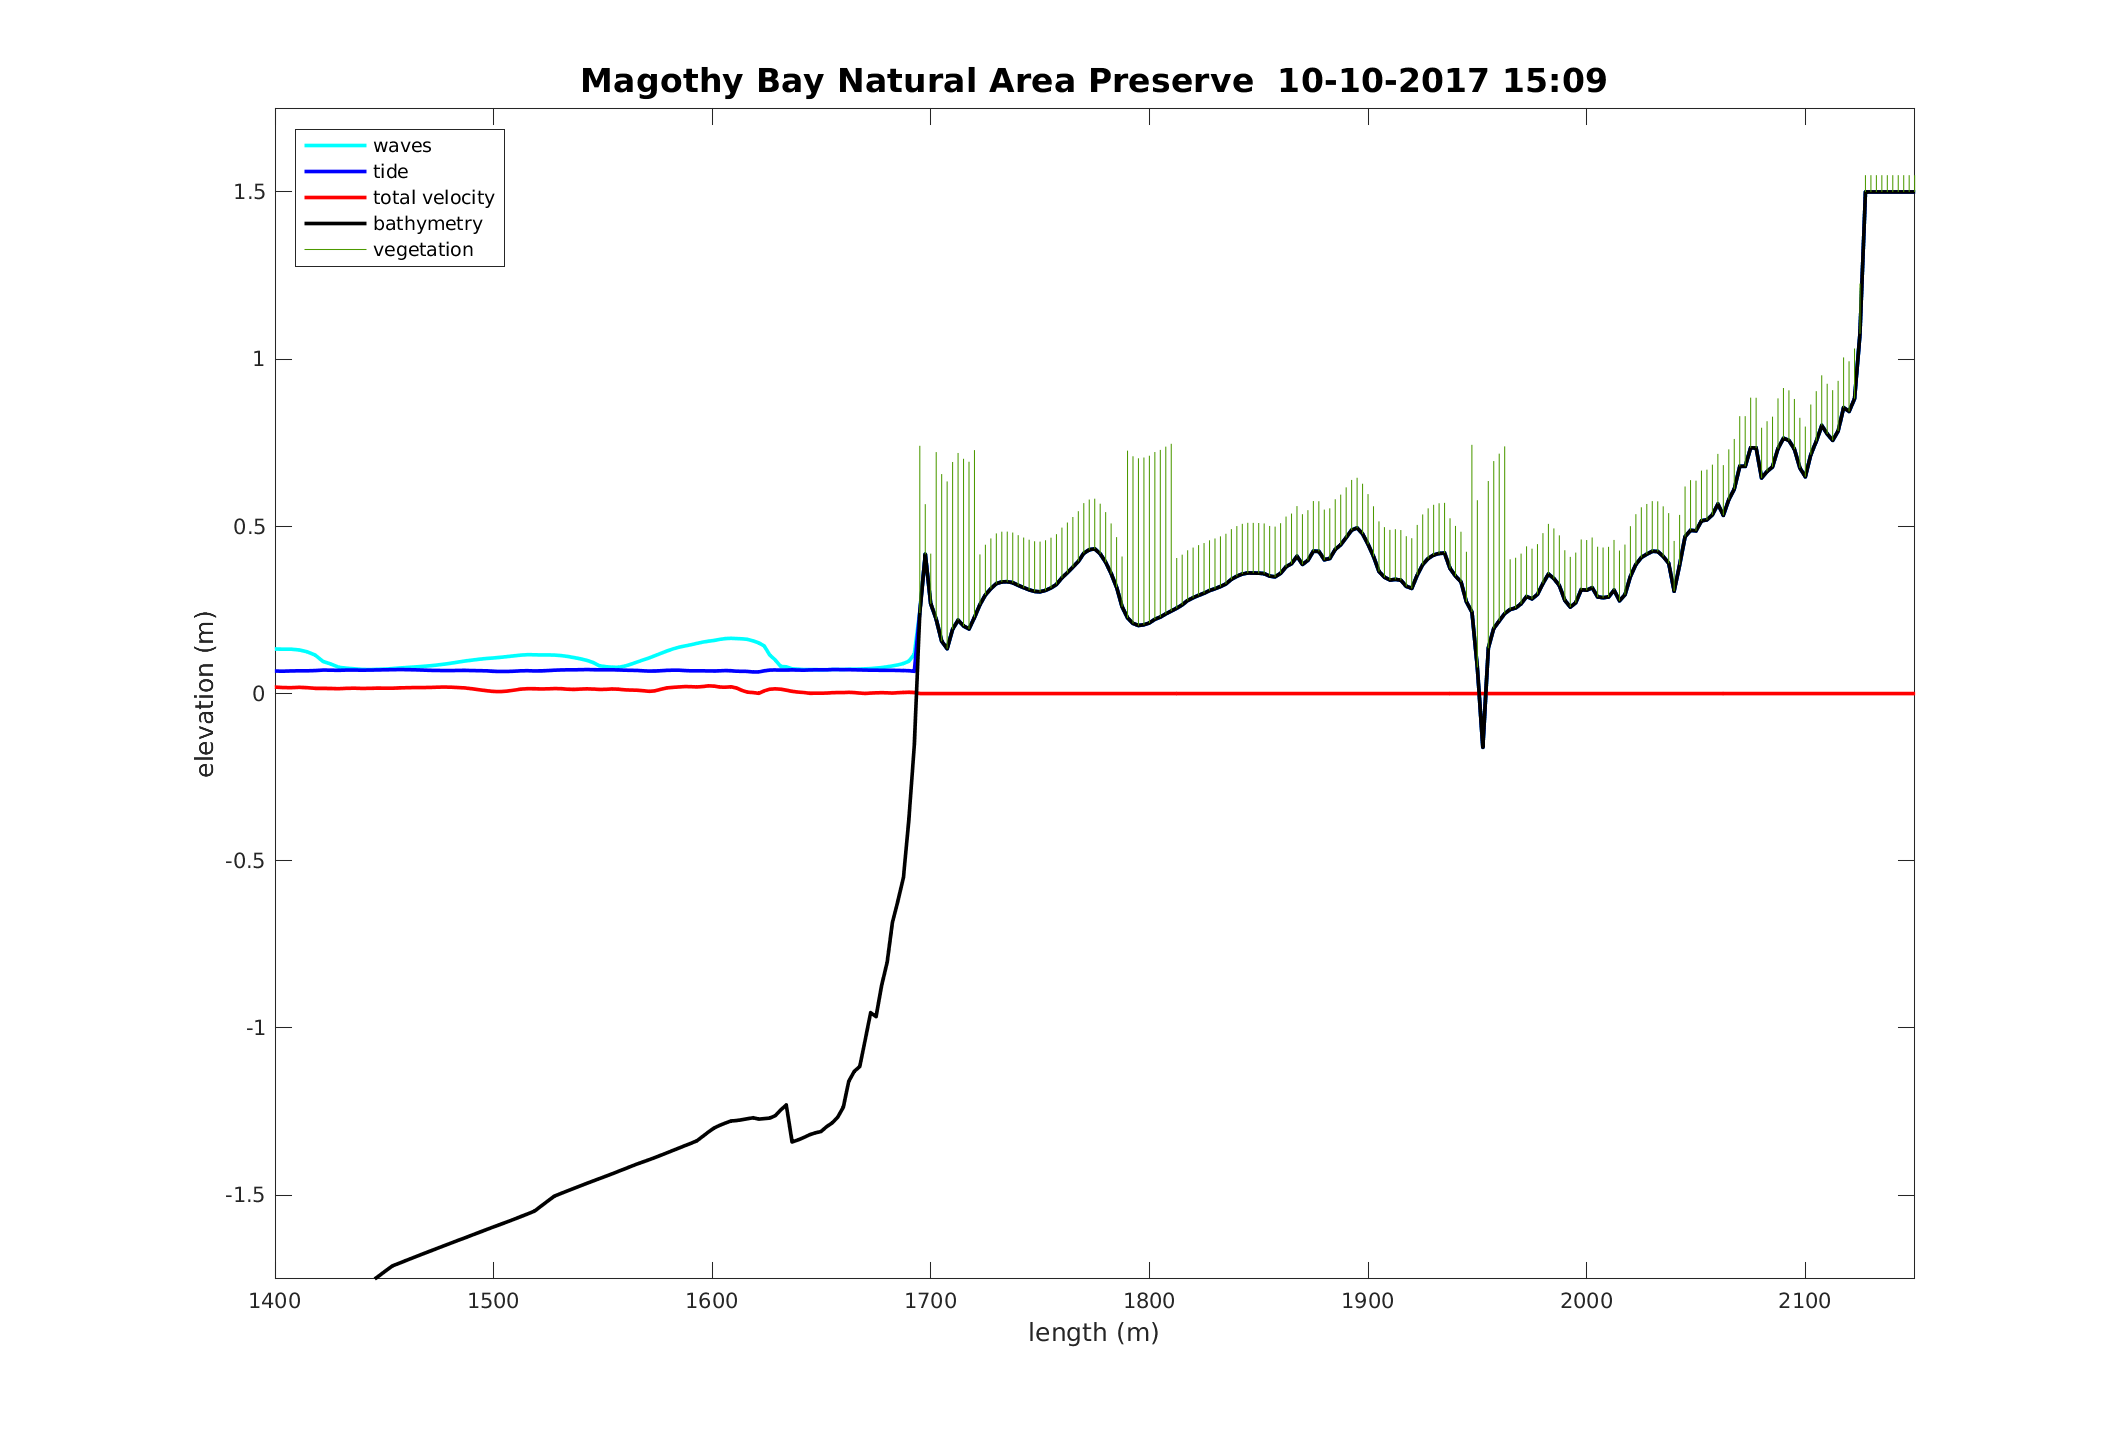 Magothy Bay Natural Area Preserve  10-10-2017 15:09
waves
tide
total velocity
bathymetry
vegetation
elevation (m)
1.5
1
0.5
0
-0.5
-1
-1.5
1400 1500 1600 1700 1800 1900 2000 2100
length (m)